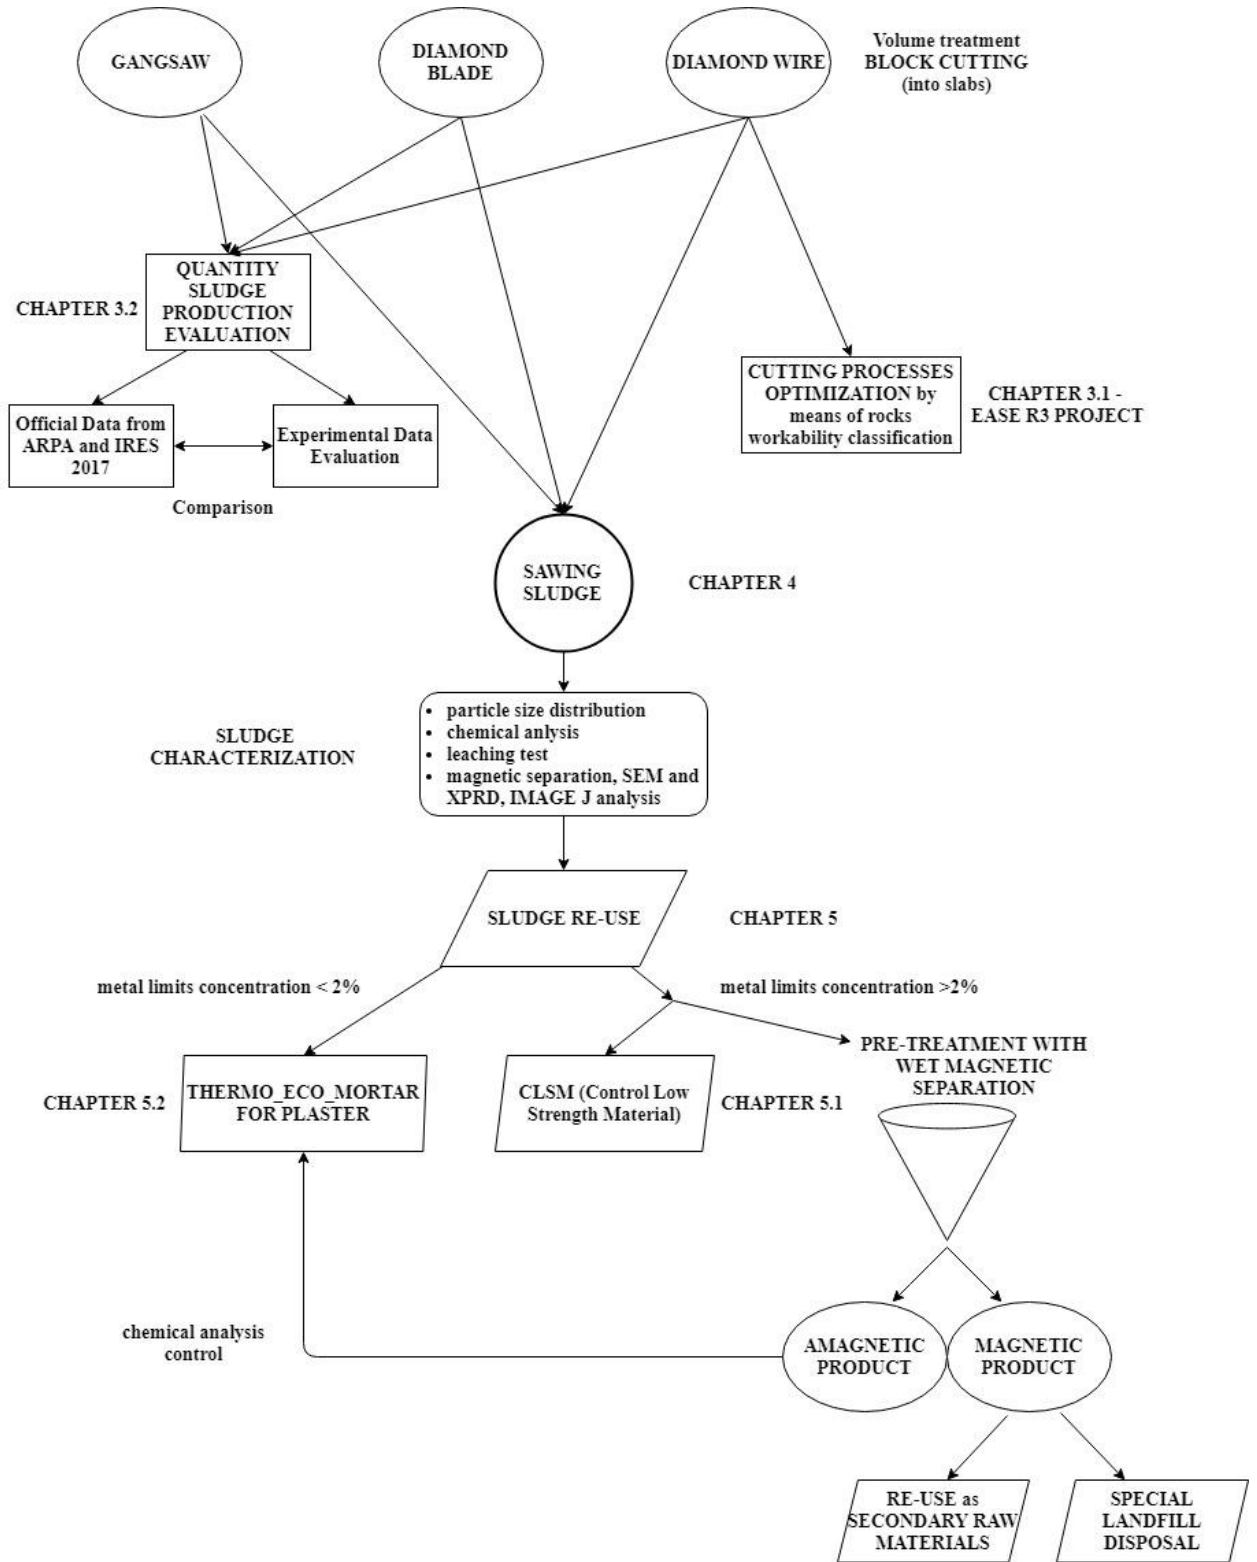 GANGSAW
DIAMOND
BLADE
DIAMOND WIRE
Volume treatment
BLOCK CUTTING
(into slabs)
CHAPTER 3.2
QUANTITY
SLUDGE
PRODUCTION
EVALUATION
CUTTING PROCESSES
OPTIMIZATION by
means of rocks
workability classification
CHAPTER 3.1 -
EASE R3 PROJECT
Official Data from
ARPA and IRES
2017
Experimental Data
Evaluation
Comparison
SAWING
SLUDGE
CHAPTER 4
SLUDGE
CHARACTERIZATION
• particle size distribution
• chemical anlysis
• leaching test
• magnetic separation, SEM and
XPRD, IMAGE J analysis
SLUDGE RE-USE
CHAPTER 5
metal limits concentration < 2%
metal limits concentration >2%
CHAPTER 5.2
THERMO_ECO_MORTAR
FOR PLASTER
CLSM (Control Low
Strength Material)
CHAPTER 5.1
PRE-TREATMENT WITH
WET MAGNETIC
SEPARATION
chemical analysis
control
AMAGNETIC
PRODUCT
MAGNETIC
PRODUCT
RE-USE as
SECONDARY RAW
MATERIALS
SPECIAL
LANDFILL
DISPOSAL